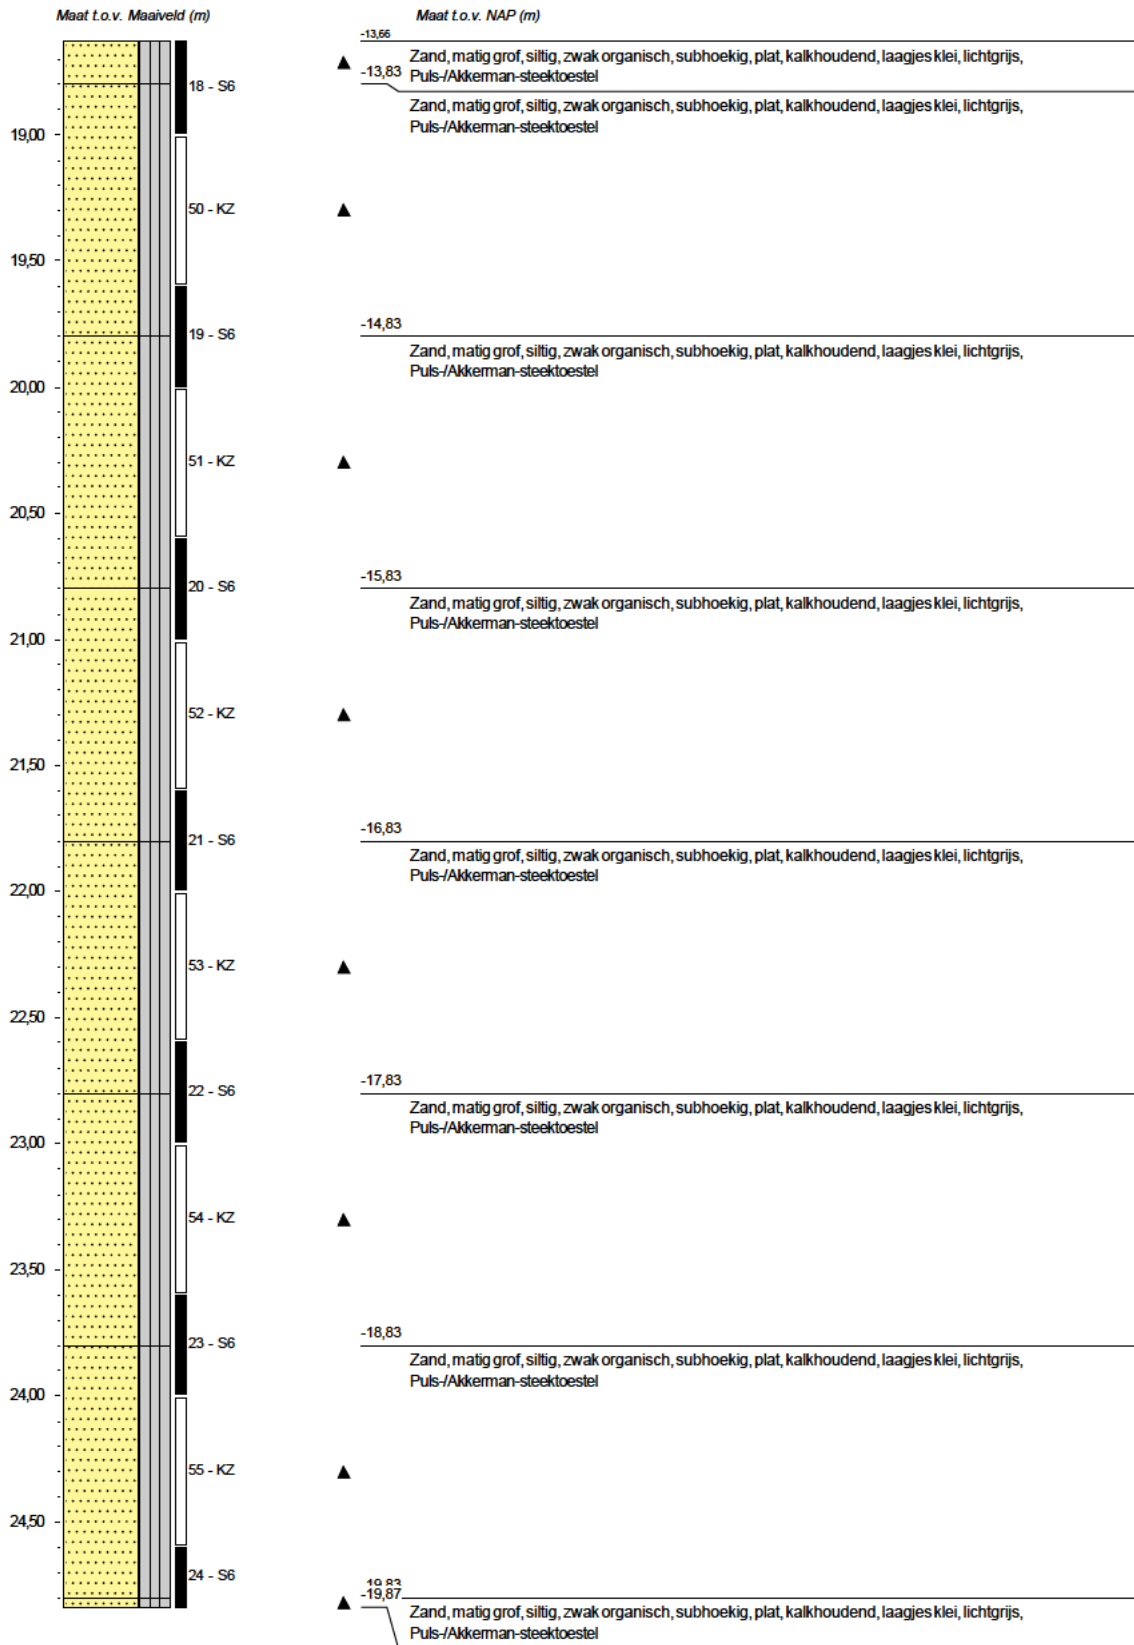 Maat t.o.v. Maaiveld (m)
Maat t.o.v. NAP (m)
-13,66
Zand, matig grof, siltig, zwak organisch, subhoekig, plat, kalkhoudend, laagjes klei, lichtgrijs,
Puls-/Akkerman-steektoestel
-13,83
18 - S6
Zand, matig grof, siltig, zwak organisch, subhoekig, plat, kalkhoudend, laagjes klei, lichtgrijs,
Puls-/Akkerman-steektoestel
19,00
50 - KZ
19,50
-14,83
19 - S6
Zand, matig grof, siltig, zwak organisch, subhoekig, plat, kalkhoudend, laagjes klei, lichtgrijs,
Puls-/Akkerman-steektoestel
20,00
51 - KZ
20,50
-15,83
20 - S6
Zand, matig grof, siltig, zwak organisch, subhoekig, plat, kalkhoudend, laagjes klei, lichtgrijs,
Puls-/Akkerman-steektoestel
21,00
52 - KZ
21,50
-16,83
21 - S6
Zand, matig grof, siltig, zwak organisch, subhoekig, plat, kalkhoudend, laagjes klei, lichtgrijs,
Puls-/Akkerman-steektoestel
22,00
53 - KZ
22,50
-17,83
22 - S6
Zand, matig grof, siltig, zwak organisch, subhoekig, plat, kalkhoudend, laagjes klei, lichtgrijs,
Puls-/Akkerman-steektoestel
23,00
54 - KZ
23,50
-18,83
23 - S6
Zand, matig grof, siltig, zwak organisch, subhoekig, plat, kalkhoudend, laagjes klei, lichtgrijs,
Puls-/Akkerman-steektoestel
24,00
55 - KZ
24,50
24 - S6
-19,83
-19,87
Zand, matig grof, siltig, zwak organisch, subhoekig, plat, kalkhoudend, laagjes klei, lichtgrijs,
Puls-/Akkerman-steektoestel